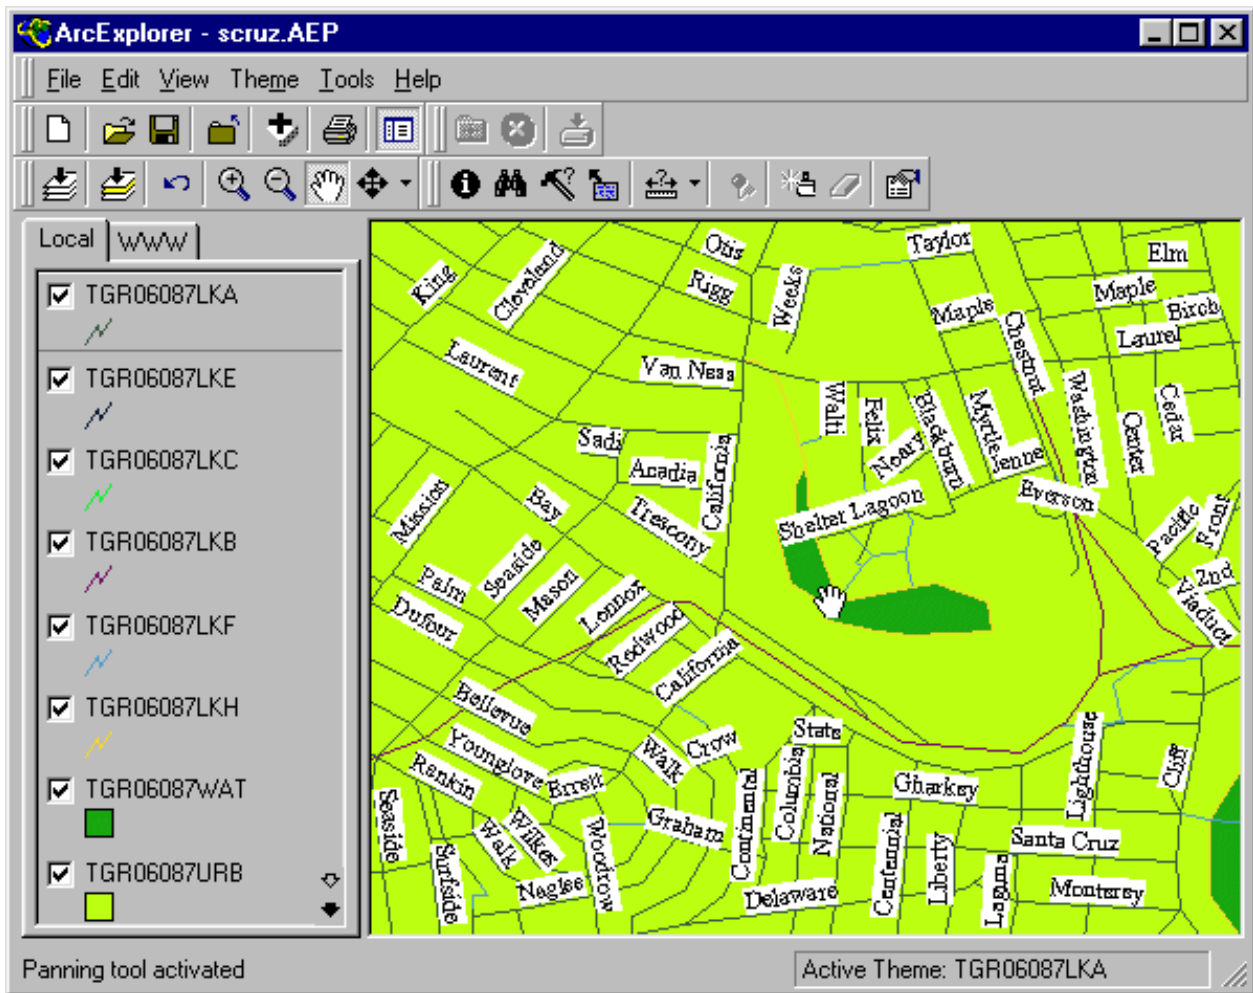 ArcExplorer - scruz.AEP
File Edit View Theme Tools Help
Local WWW
TGR06087LKA
TGR06087LKE
TGR06087LKC
TGR06087LKB
TGR06087LKF
TGR06087LKH
TGR06087WAT
TGR06087URB
King
Cloveland
Otis
Rigg
Weeks
Taylor
Elm
Maple
Maple
Birch
Laurel
Chestnut
Laurent
Van Ness
Walti
Felix
Blackburn
Myrtle
Washington
Center
Cedar
Sadi
Acadia
California
Neary
Jenne
Everson
Mission
Bay
Trescony
Shelter Lagoon
Pacific
Front
Palm
Seaside
Mason
Lennox
2nd
Viaduct
Dufour
Redwood
California
Bellevue
Younglove
Walk
Crow
State
Lighthouse
Cliff
Rankin
Errett
Continental
Columbia
National
Gharkey
Seaside
Walk
Wilkes
Woodrow
Graham
Centennial
Liberty
Santa Cruz
Surfside
Naglee
Delaware
Laguna
Monterey
Panning tool activated
Active Theme: TGR06087LKA